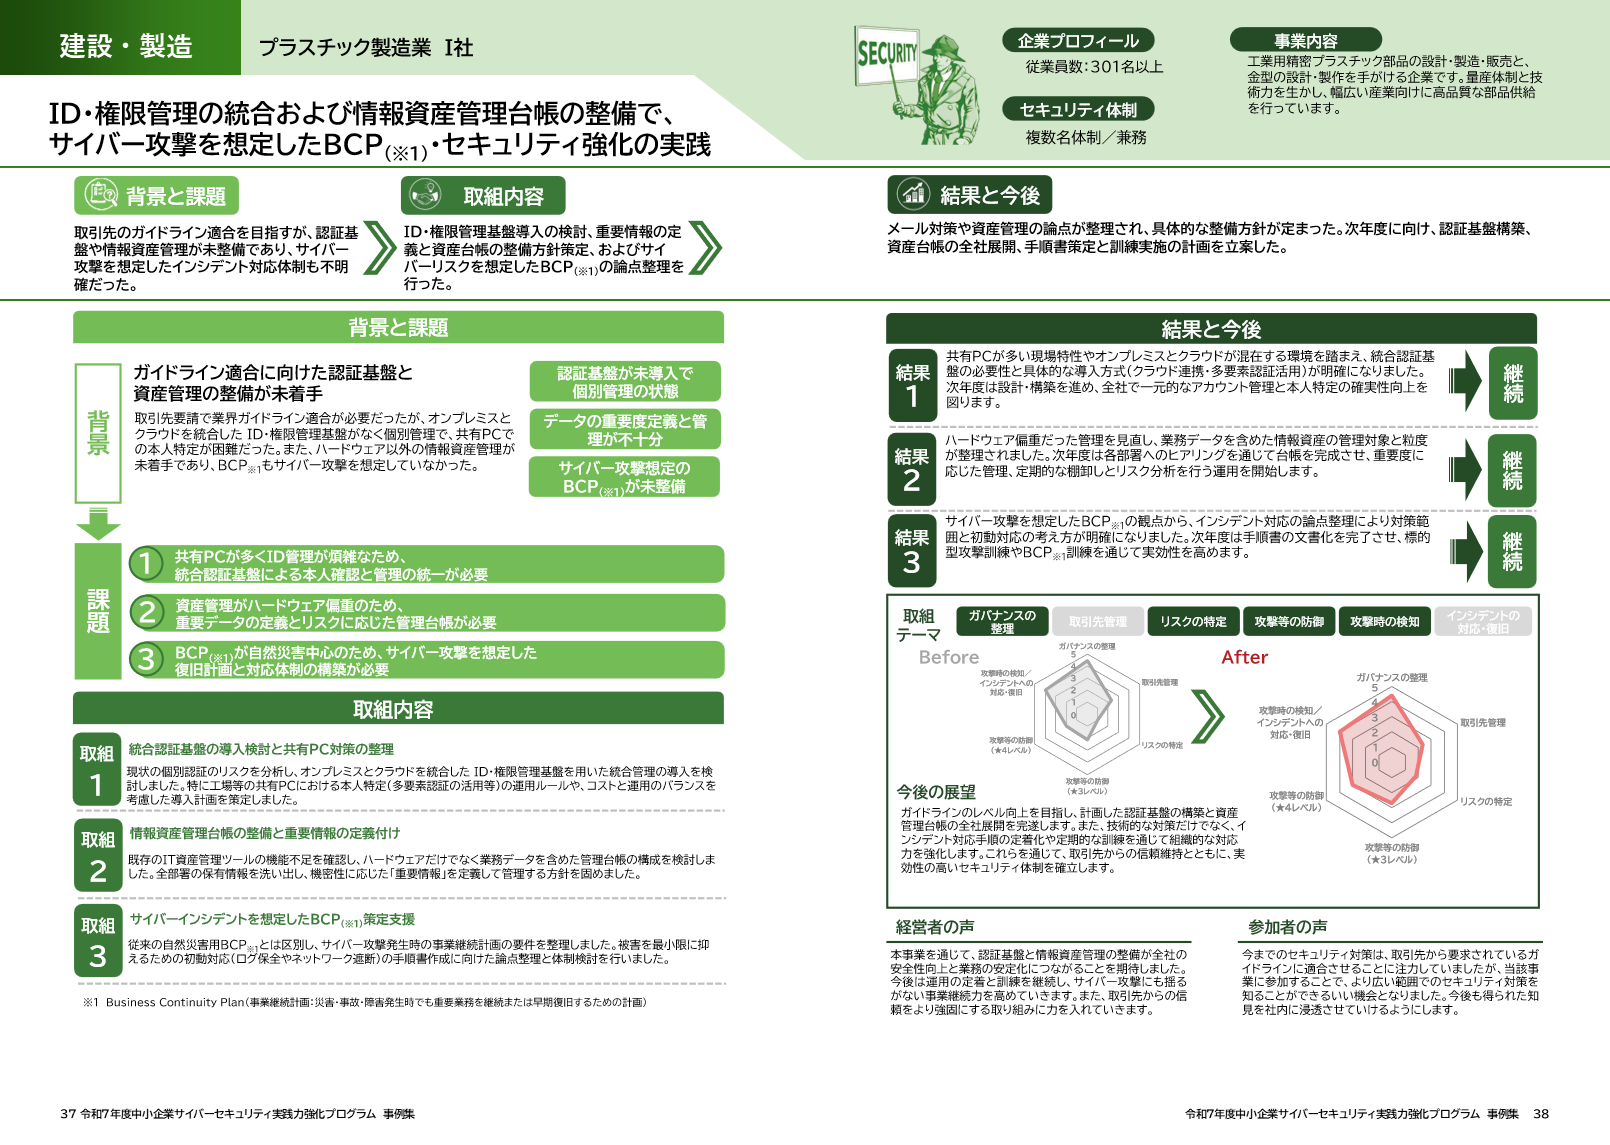 建設・製造
プラスチック製造業 I社
ID・権限管理の統合および情報資産管理台帳の整備で、
サイバー攻撃を想定したBCP(※1)・セキュリティ強化の実践
SECURITY
企業プロフィール
従業員数：301名以上
セキュリティ体制
複数名体制／兼務
事業内容
工業用精密プラスチック部品の設計・製造・販売と、
金型の設計・製作を手がける企業です。量産体制と技
術力を生かし、幅広い産業向けに高品質な部品供給
を行っています。
背景と課題
取引先のガイドライン適合を目指すが、認証基
盤や情報資産管理が未整備であり、サイバー
攻撃を想定したインシデント対応体制も不明
確だった。
取組内容
ID・権限管理基盤導入の検討、重要情報の定
義と資産台帳の整備方針策定、およびサイ
バーリスクを想定したBCP(※1)の論点整理を
行った。
結果と今後
メール対策や資産管理の論点が整理され、具体的な整備方針が定まった。次年度に向け、認証基盤構築、
資産台帳の全社展開、手順書策定と訓練実施の計画を立案した。
背景と課題
背景
ガイドライン適合に向けた認証基盤と
資産管理の整備が未着手
取引先要請で業界ガイドライン適合が必要だったが、オンプレミスと
クラウドを統合した ID・権限管理基盤がなく個別管理で、共有PCで
の本人特定が困難だった。また、ハードウェア以外の情報資産管理が
未着手であり、BCP※1もサイバー攻撃を想定していなかった。
認証基盤が未導入で
個別管理の状態
データの重要度定義と管
理が不十分
サイバー攻撃想定の
BCP(※1)が未整備
課題
1
共有PCが多くID管理が煩雑なため、
統合認証基盤による本人確認と管理の統一が必要
2
資産管理がハードウェア偏重のため、
重要データの定義とリスクに応じた管理台帳が必要
3
BCP(※1)が自然災害中心のため、サイバー攻撃を想定した
復旧計画と対応体制の構築が必要
取組内容
取組
1
統合認証基盤の導入検討と共有PC対策の整理
現状の個別認証のリスクを分析し、オンプレミスとクラウドを統合した ID・権限管理基盤を用いた統合管理の導入を検
討しました。特に工場等の共有PCにおける本人特定(多要素認証の活用等)の運用ルールや、コストと運用のバランスを
考慮した導入計画を策定しました。
取組
2
情報資産管理台帳の整備と重要情報の定義付け
既存のIT資産管理ツールの機能不足を確認し、ハードウェアだけでなく業務データを含めた管理台帳の構成を検討しま
した。全部署の保有情報を洗い出し、機密性に応じた「重要情報」を定義して管理する方針を固めました。
取組
3
サイバーインシデントを想定したBCP(※1)策定支援
従来の自然災害用BCP※1とは区別し、サイバー攻撃発生時の事業継続計画の要件を整理しました。被害を最小限に抑
えるための初動対応(ログ保全やネットワーク遮断)の手順書作成に向けた論点整理と体制検討を行いました。
※1 Business Continuity Plan(事業継続計画：災害・事故・障害発生時でも重要業務を継続または早期復旧するための計画)
結果と今後
結果
1
共有PCが多い現場特性やオンプレミスとクラウドが混在する環境を踏まえ、統合認証基
盤の必要性と具体的な導入方式(クラウド連携・多要素認証活用)が明確になりました。
次年度は設計・構築を進め、全社で一元的なアカウント管理と本人特定の確実性向上を
図ります。
継続
結果
2
ハードウェア偏重だった管理を見直し、業務データを含めた情報資産の管理対象と粒度
が整理されました。次年度は各部署へのヒアリングを通じて台帳を完成させ、重要度に
応じた管理、定期的な棚卸しとリスク分析を行う運用を開始します。
継続
結果
3
サイバー攻撃を想定したBCP※1の観点から、インシデント対応の論点整理により対策範
囲と初動対応の考え方が明確になりました。次年度は手順書の文書化を完了させ、標的
型攻撃訓練やBCP※1訓練を通じて実効性を高めます。
継続
取組
テーマ
ガバナンスの
整理
取引先管理
リスクの特定
攻撃等の防御
攻撃時の検知
インシデントの
対応・復旧
Before
ガバナンスの整理
5
4
3
2
1
0
取引先管理
リスクの特定
攻撃等の防御
(★3レベル)
攻撃等の防御
(★4レベル)
攻撃時の検知／
インシデントへの
対応・復旧
After
ガバナンスの整理
5
4
3
2
1
0
取引先管理
リスクの特定
攻撃等の防御
(★3レベル)
攻撃等の防御
(★4レベル)
攻撃時の検知／
インシデントへの
対応・復旧
今後の展望
ガイドラインのレベル向上を目指し、計画した認証基盤の構築と資産
管理台帳の全社展開を完遂します。また、技術的な対策だけでなく、イ
ンシデント対応手順の定着化や定期的な訓練を通じて組織的な対応
力を強化します。これらを通じて、取引先からの信頼維持とともに、実
効性の高いセキュリティ体制を確立します。
経営者の声
本事業を通じて、認証基盤と情報資産管理の整備が全社の
安全性向上と業務の安定化につながることを期待しました。
今後は運用の定着と訓練を継続し、サイバー攻撃にも揺る
がない事業継続力を高めていきます。また、取引先からの信
頼をより強固にする取り組みに力を入れていきます。
参加者の声
今までのセキュリティ対策は、取引先から要求されているガ
イドラインに適合させることに注力していましたが、当該事
業に参加することで、より広い範囲でのセキュリティ対策を
知ることができるいい機会となりました。今後も得られた知
見を社内に浸透させていけるようにします。
37 令和7年度中小企業サイバーセキュリティ実践力強化プログラム 事例集
令和7年度中小企業サイバーセキュリティ実践力強化プログラム 事例集 38